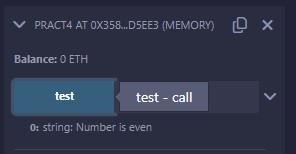 PRACT4 AT 0X358...D5EE3 (MEMORY)
Balance: 0 ETH
test test - call
0: string: Number is even